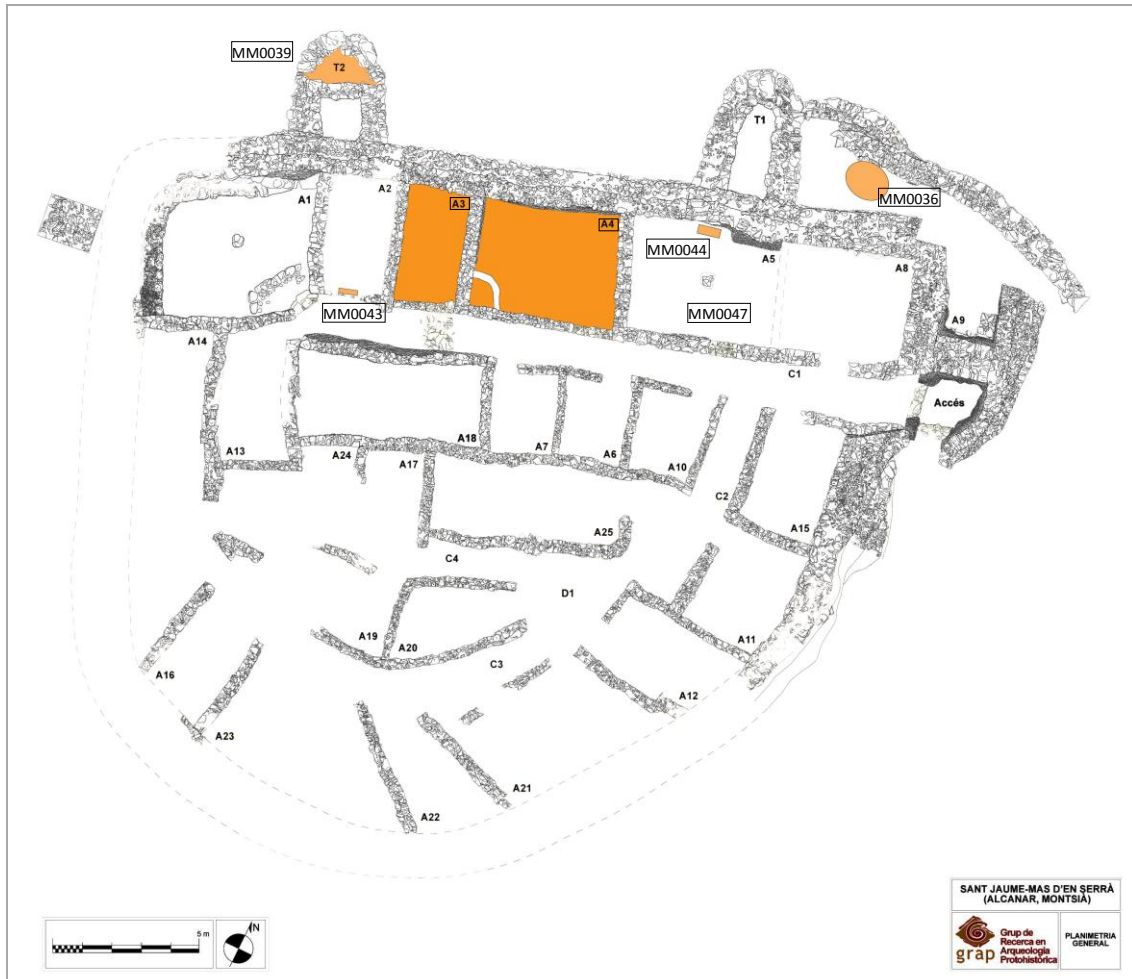 MM0039
T2
T1
MM0036
A1
A2
A3
A4
MM0044
A5
A8
MM0043
MM0047
A9
A14
C1
Accés
A13
A24
A17
A18
A7
A6
A10
C2
A15
A25
C4
D1
A19
A20
C3
A11
A16
A12
A23
A21
A22
5 m
N
SANT JAUME-MAS D'EN SERRÀ
(ALCANAR, MONTSIÀ)
grap
Grup de
Recerca en
Arqueologia
Protohistòrica
PLANIMETRIA
GENERAL